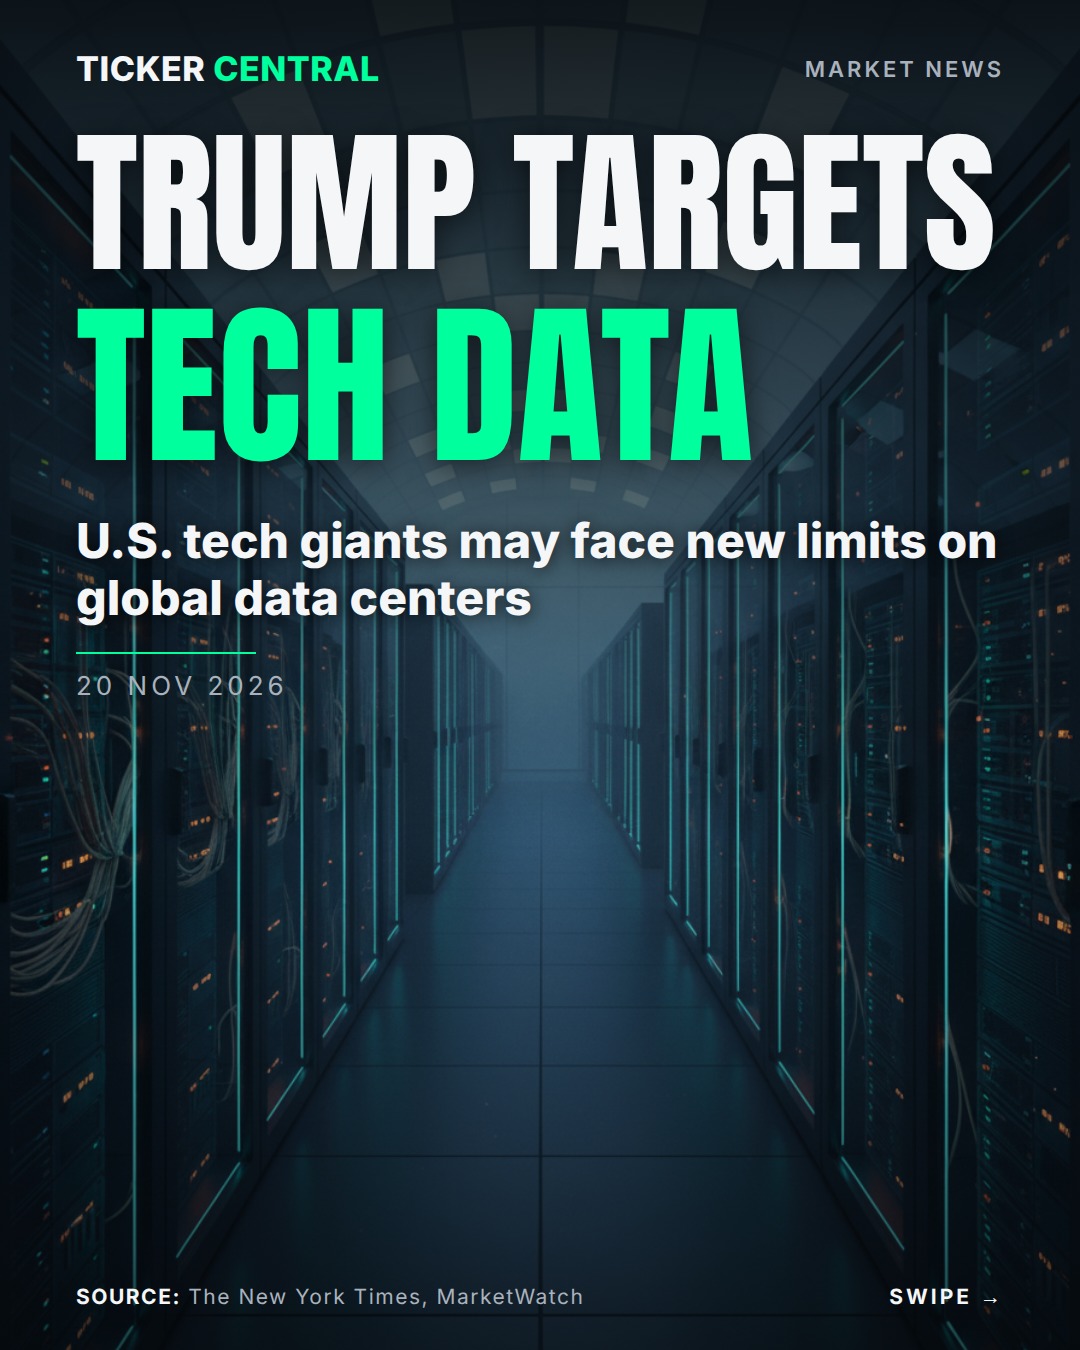 TICKER CENTRAL
MARKET NEWS
TRUMP TARGETS
TECH DATA
U.S. tech giants may face new limits on
global data centers
20 NOV 2026
SOURCE: The New York Times, MarketWatch
SWIPE →